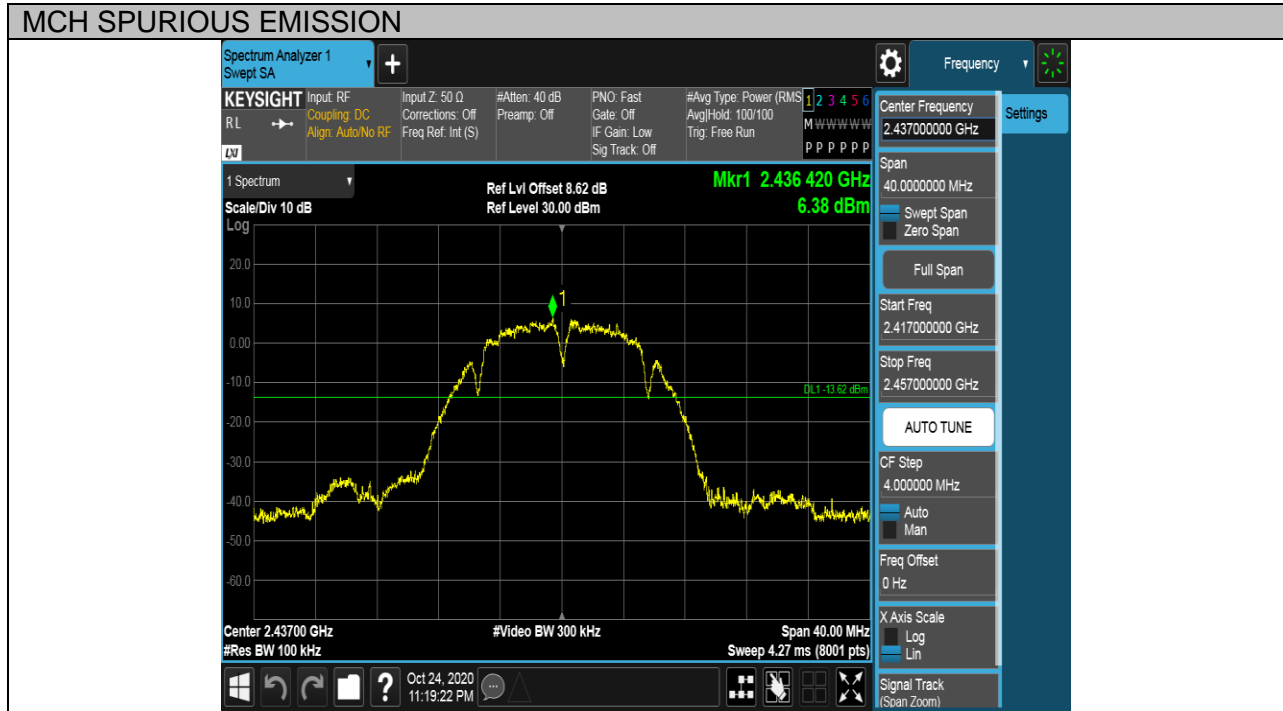 MCH SPURIOUS EMISSION
Spectrum Analyzer 1
Swept SA
+
Frequency
KEYSIGHT
RL
LXI
Input: RF
Coupling: DC
Align: Auto/No RF
Input Z: 50 Ω
Corrections: Off
Freq Ref: Int (S)
#Atten: 40 dB
Preamp: Off
PNO: Fast
Gate: Off
IF Gain: Low
Sig Track: Off
#Avg Type: Power (RMS
Avg|Hold: 100/100
Trig: Free Run
1 2 3 4 5 6
M W W W W W
P P P P P P
1 Spectrum
Scale/Div 10 dB
Ref Lvl Offset 8.62 dB
Ref Level 30.00 dBm
Mkr1 2.436 420 GHz
6.38 dBm
Log
20.0
10.0
0.00
-10.0
-20.0
-30.0
-40.0
-50.0
-60.0
1
DL1 -13.62 dBm
Center 2.43700 GHz
#Res BW 100 kHz
#Video BW 300 kHz
Span 40.00 MHz
Sweep 4.27 ms (8001 pts)
Oct 24, 2020
11:19:22 PM
Center Frequency
2.437000000 GHz
Settings
Span
40.0000000 MHz
Swept Span
Zero Span
Full Span
Start Freq
2.417000000 GHz
Stop Freq
2.457000000 GHz
AUTO TUNE
CF Step
4.000000 MHz
Auto
Man
Freq Offset
0 Hz
X Axis Scale
Log
Lin
Signal Track
(Span Zoom)